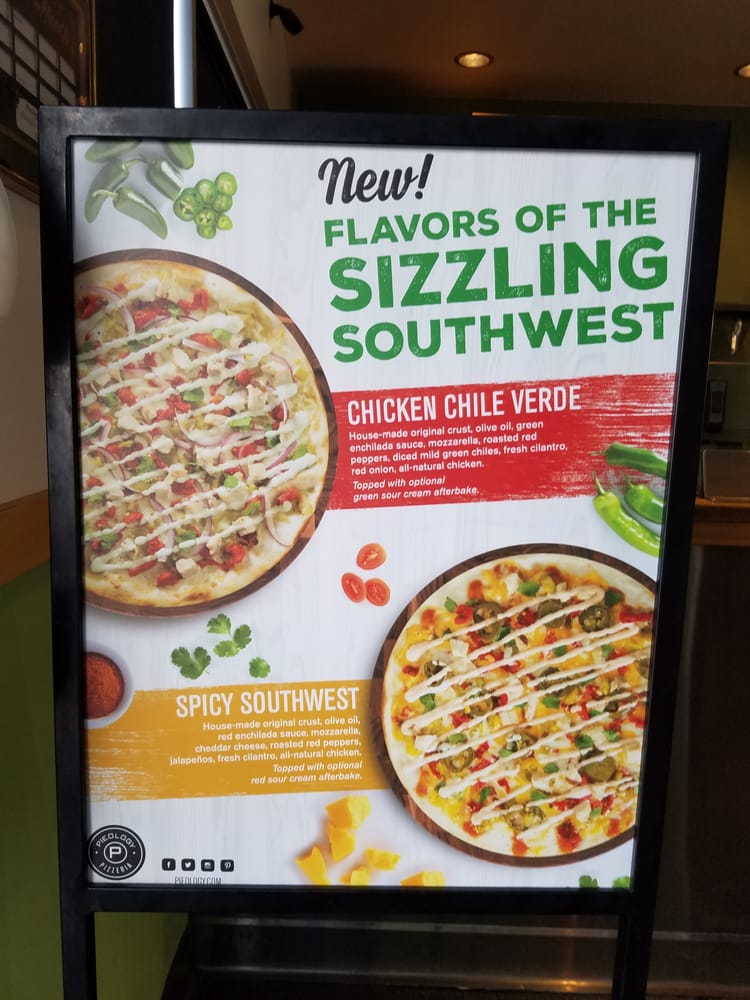 New!
FLAVORS OF THE
SIZZLING
SOUTHWEST
CHICKEN CHILE VERDE
House-made original crust, olive oil, green
enchilada sauce, mozzarella, roasted red
peppers, diced mild green chiles, fresh cilantro,
red onion, all-natural chicken.
Topped with optional
green sour cream afterbake.
SPICY SOUTHWEST
House-made original crust, olive oil,
red enchilada sauce, mozzarella,
cheddar cheese, roasted red peppers,
jalapeños, fresh cilantro, all-natural chicken.
Topped with optional
red sour cream afterbake.
PIEOLOGY
P
PIZZERIA
PIEOLOGY.COM